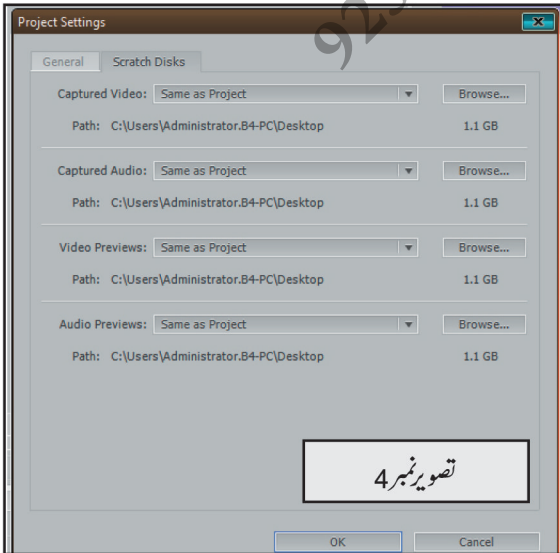 Project Settings
General Scratch Disks
Captured Video: Same as Project Browse...
Path: C:\Users\Administrator.B4-PC\Desktop 1.1 GB
Captured Audio: Same as Project Browse...
Path: C:\Users\Administrator.B4-PC\Desktop 1.1 GB
Video Previews: Same as Project Browse...
Path: C:\Users\Administrator.B4-PC\Desktop 1.1 GB
Audio Previews: Same as Project Browse...
Path: C:\Users\Administrator.B4-PC\Desktop 1.1 GB
تصویر نمبر 4
OK Cancel